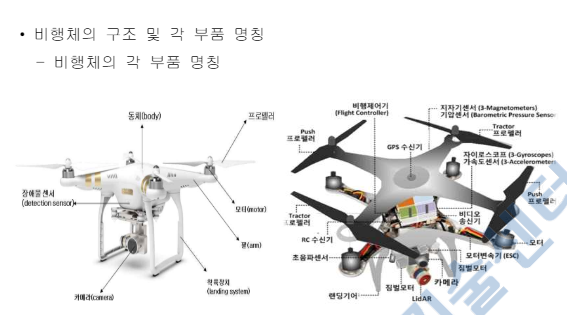 • 비행체의 구조 및 각 부품 명칭
- 비행체의 각 부품 명칭
동체(body)
프로펠러
장애물센서
(detection sensor)
모터(motor)
팔(arm)
착륙장치
(landing system)
카메라(camera)
비행제어기
(Flight Controller)
지자기센서 (3-Magnetometers)
기압센서 (Barometric Pressure Sensor
Push
프로펠러
Tractor
프로펠러
GPS 수신기
자이로스코프 (3-Gyroscopes)
가속도센서 (3-Accelerometers
Push
프로펠러
Tractor
프로펠러
비디오
송신기
RC 수신기
모터
초음파센서
모터변속기 (ESC)
짐벌모터
카메라
짐벌모터
랜딩기어
LidAR